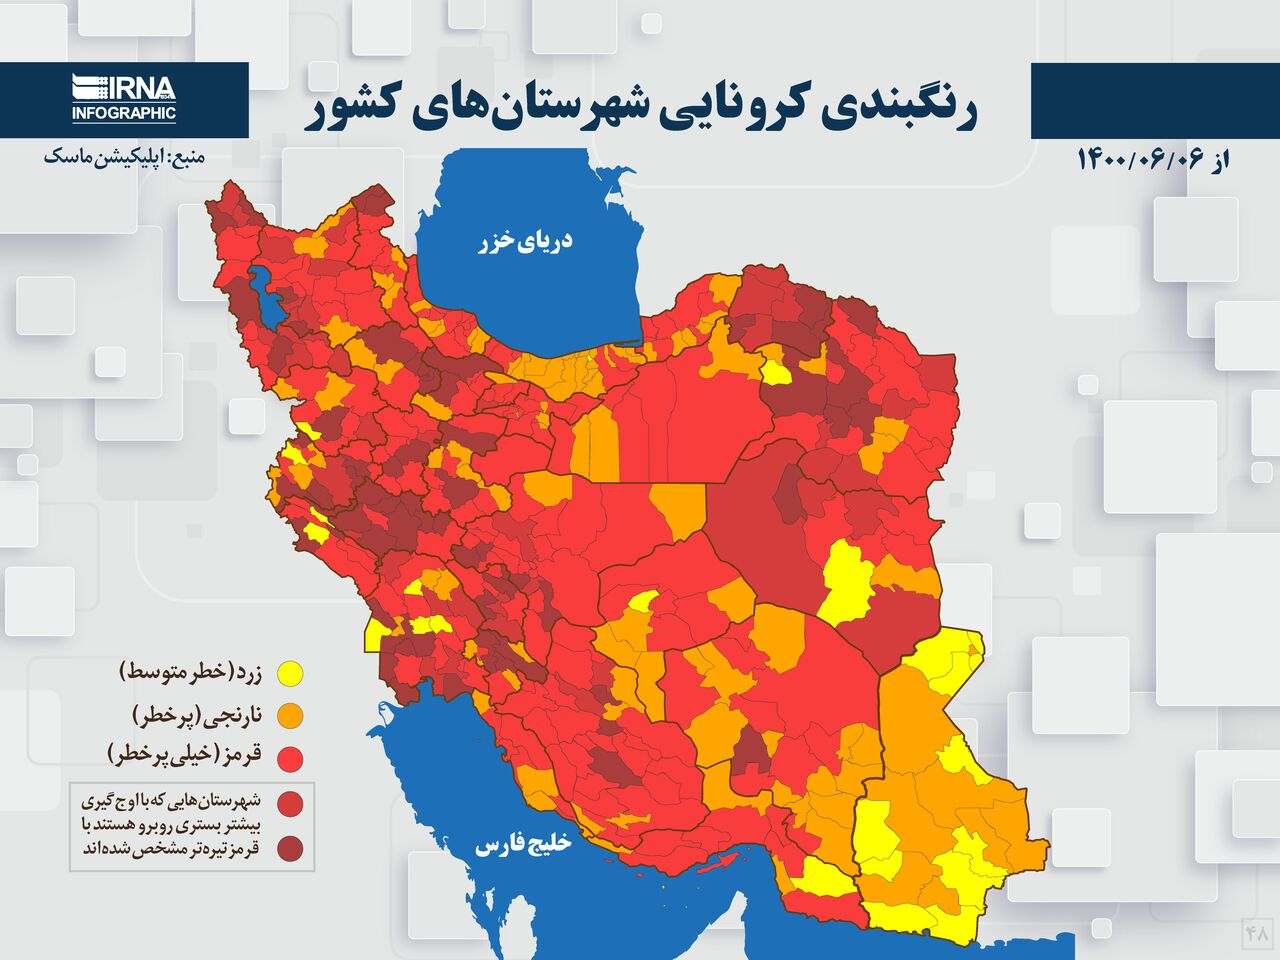 IRNA
INFOGRAPHIC
رنگبندی کرونایی شهرستان‌های کشور
منبع: اپلیکیشن ماسک
از ۱۴۰۰/۰۶/۰۶
دریای خزر
زرد (خطر متوسط)
نارنجی (پرخطر)
قرمز (خیلی پرخطر)
شهرستان‌هایی که با اوج‌گیری
بیشتر بستری روبرو هستند با
قرمز تیره‌تر مشخص شده‌اند
خلیج فارس
۴۸